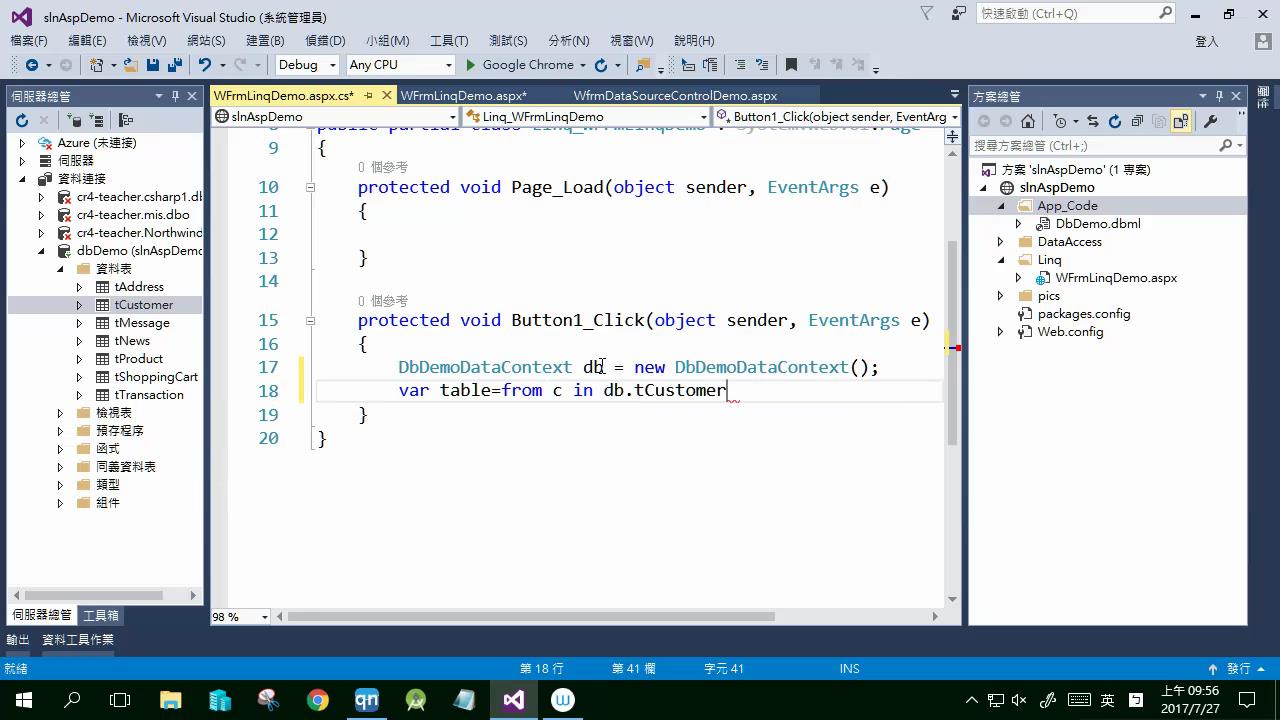 slnAspDemo - Microsoft Visual Studio (系統管理員)
快速啟動 (Ctrl+Q)
檔案(F) 編輯(E) 檢視(V) 網站(S) 建置(B) 偵錯(D) 小組(M) 工具(T) 測試(S) 分析(N) 視窗(W) 說明(H)
登入
Debug Any CPU Google Chrome
伺服器總管
Azure (未連接)
伺服器
資料連接
cr4-teacher.csharp1.db
cr4-teacher.mis.dbo
cr4-teacher.Northwind
dbDemo (slnAspDemo
資料表
tAddress
tCustomer
tMessage
tNews
tProduct
tShoppingCart
tTransaction
檢視表
預存程序
函式
同義資料表
類型
組件
伺服器總管 工具箱
WFrmLinqDemo.aspx.cs* WFrmLinqDemo.aspx* WfrmDataSourceControlDemo.aspx
slnAspDemo Linq_WFrmLinqDemo Button1_Click(object sender, EventArg
public partial class Linq_WFrmLinqDemo : System.Web.UI.Page
9 {
0 個參考
10 protected void Page_Load(object sender, EventArgs e)
11 {
12
13 }
14
0 個參考
15 protected void Button1_Click(object sender, EventArgs e)
16 {
17 DbDemoDataContext db = new DbDemoDataContext();
18 var table=from c in db.tCustomer
19 }
20 }
98 %
方案總管
搜尋方案總管 (Ctrl+;)
方案 'slnAspDemo' (1 專案)
slnAspDemo
App_Code
DbDemo.dbml
DataAccess
Linq
WFrmLinqDemo.aspx
pics
packages.config
Web.config
輸出 資料工具作業
就緒 第 18 行 第 41 欄 字元 41 INS 發行
qn
英
上午 09:56
2017/7/27